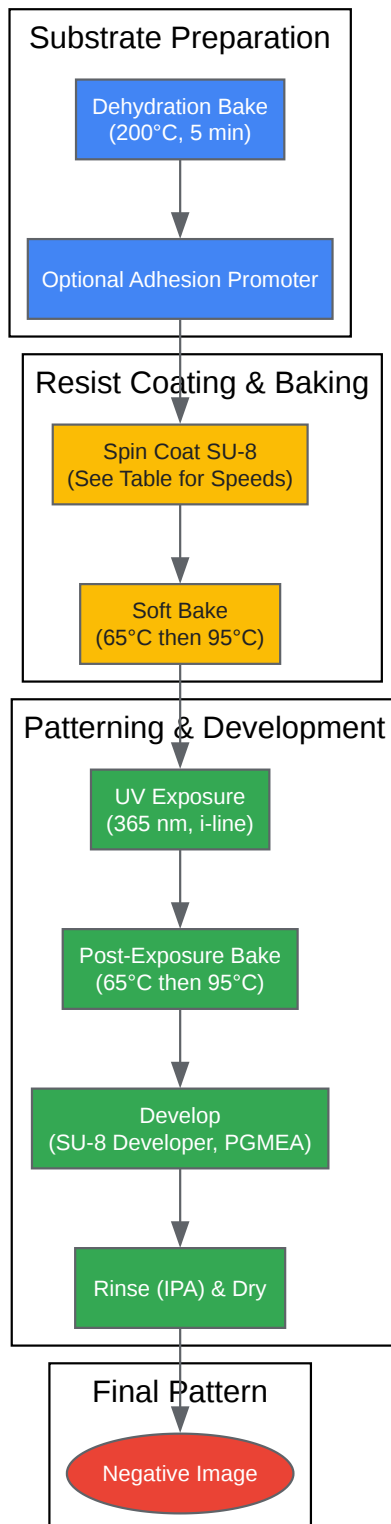 Substrate Preparation
Dehydration Bake
(200°C, 5 min)
Optional Adhesion Promoter
Resist Coating & Baking
Spin Coat SU-8
(See Table for Speeds)
Soft Bake
(65°C then 95°C)
Patterning & Development
UV Exposure
(365 nm, i-line)
Post-Exposure Bake
(65°C then 95°C)
Develop
(SU-8 Developer, PGMEA)
Rinse (IPA) & Dry
Final Pattern
Negative Image